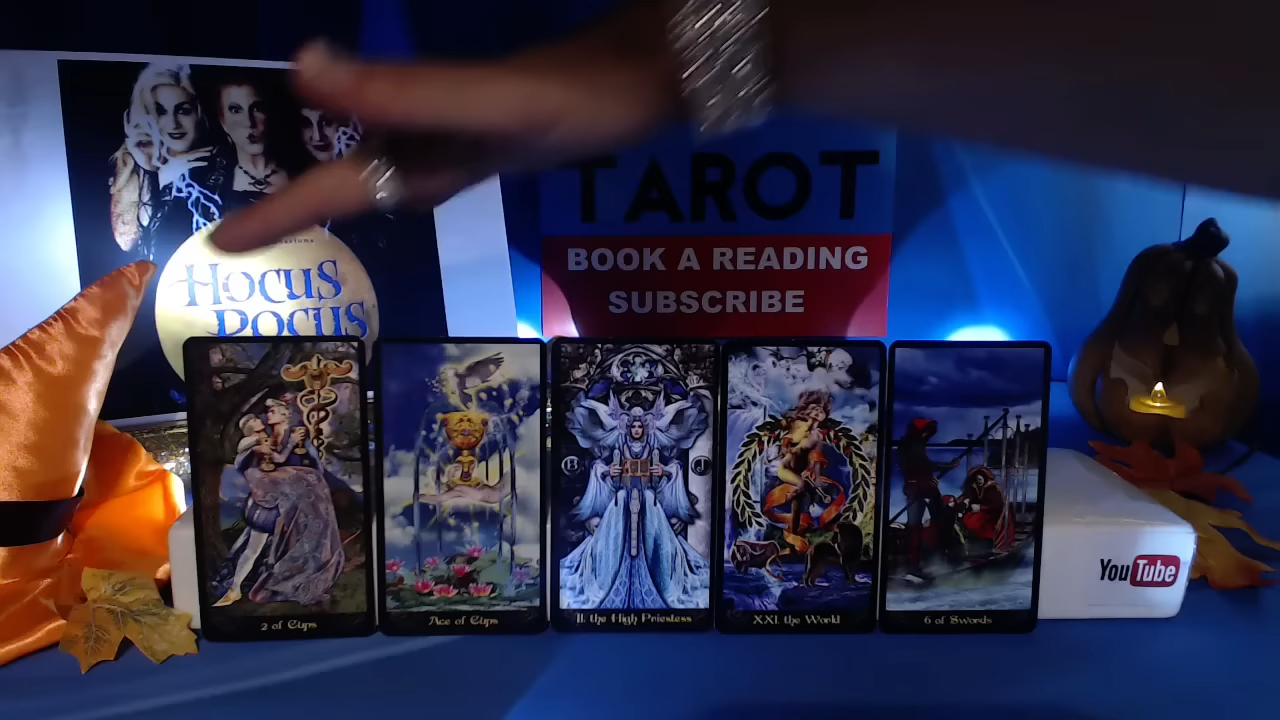 TAROT
BOOK A READING
SUBSCRIBE
HOCUS
POCUS
B
J
2 of Cups
Ace of Cups
II. the High Priestess
XXI. the World
6 of Swords
YouTube